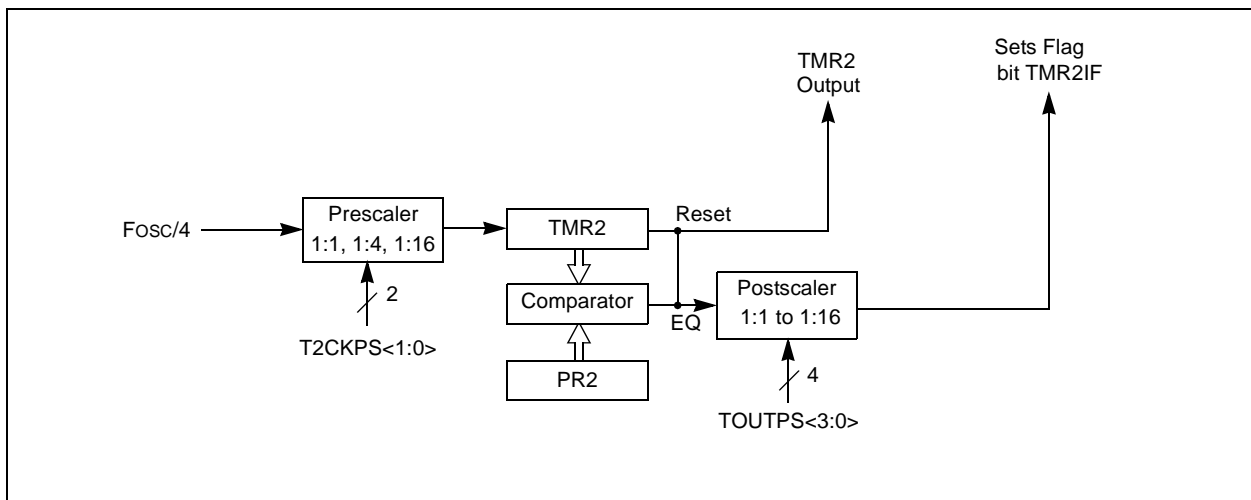 TMR2
Output
Sets Flag
bit TMR2IF
Fosc/4
Prescaler
1:1, 1:4, 1:16
2
T2CKPS<1:0>
TMR2
Reset
Comparator
EQ
PR2
Postscaler
1:1 to 1:16
4
TOUTPS<3:0>